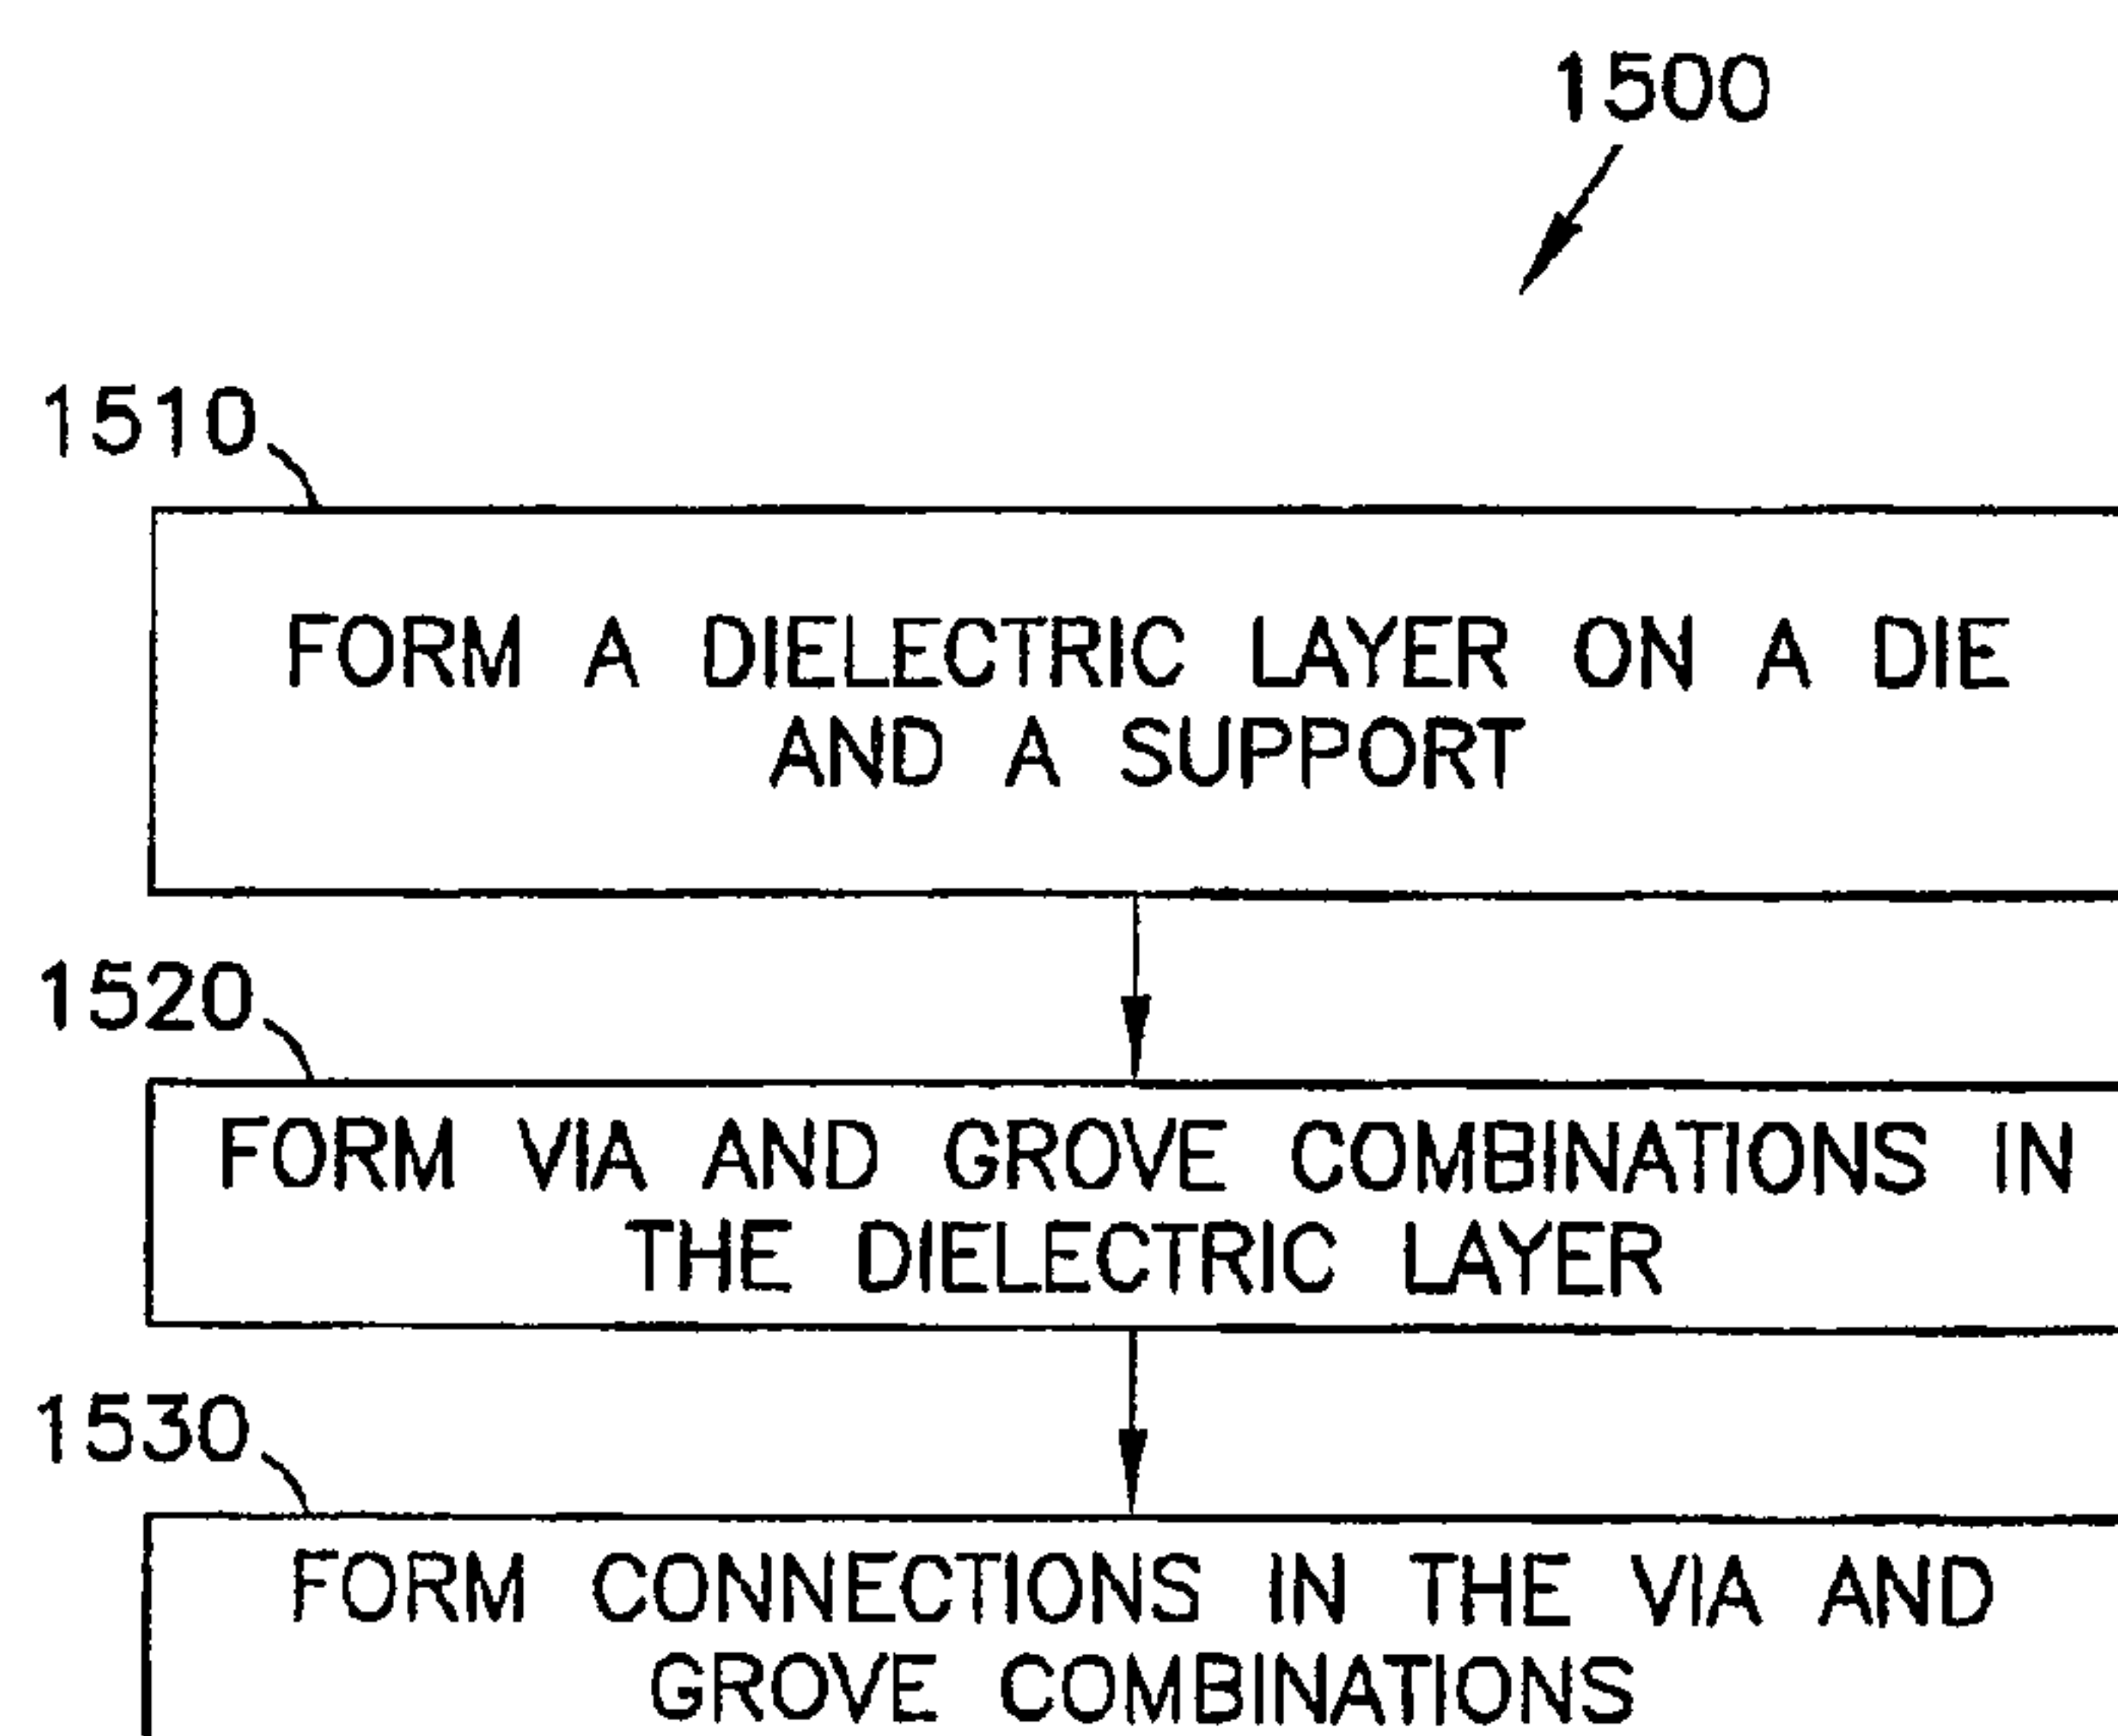 1500
1510
FORM A DIELECTRIC LAYER ON A DIE
AND A SUPPORT
1520
FORM VIA AND GROVE COMBINATIONS IN
THE DIELECTRIC LAYER
1530
FORM CONNECTIONS IN THE VIA AND
GROVE COMBINATIONS